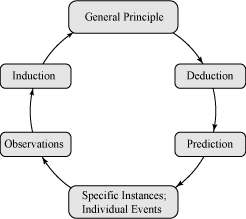 General Principle
Induction
Deduction
Observations
Prediction
Specific Instances;
Individual Events